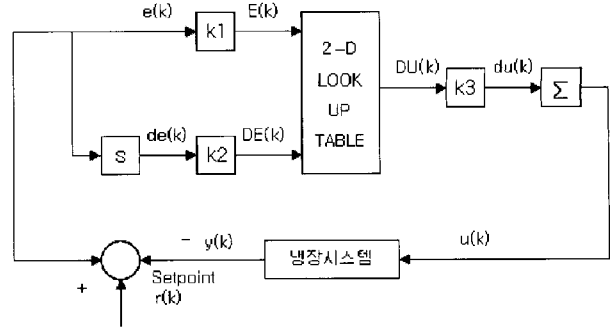 e(k)
k1
E(k)
2-D
LOOK
UP
TABLE
DU(k)
k3
du(k)
Σ
s
de(k)
k2
DE(k)
- y(k)
냉장시스템
u(k)
+
Setpoint
r(k)